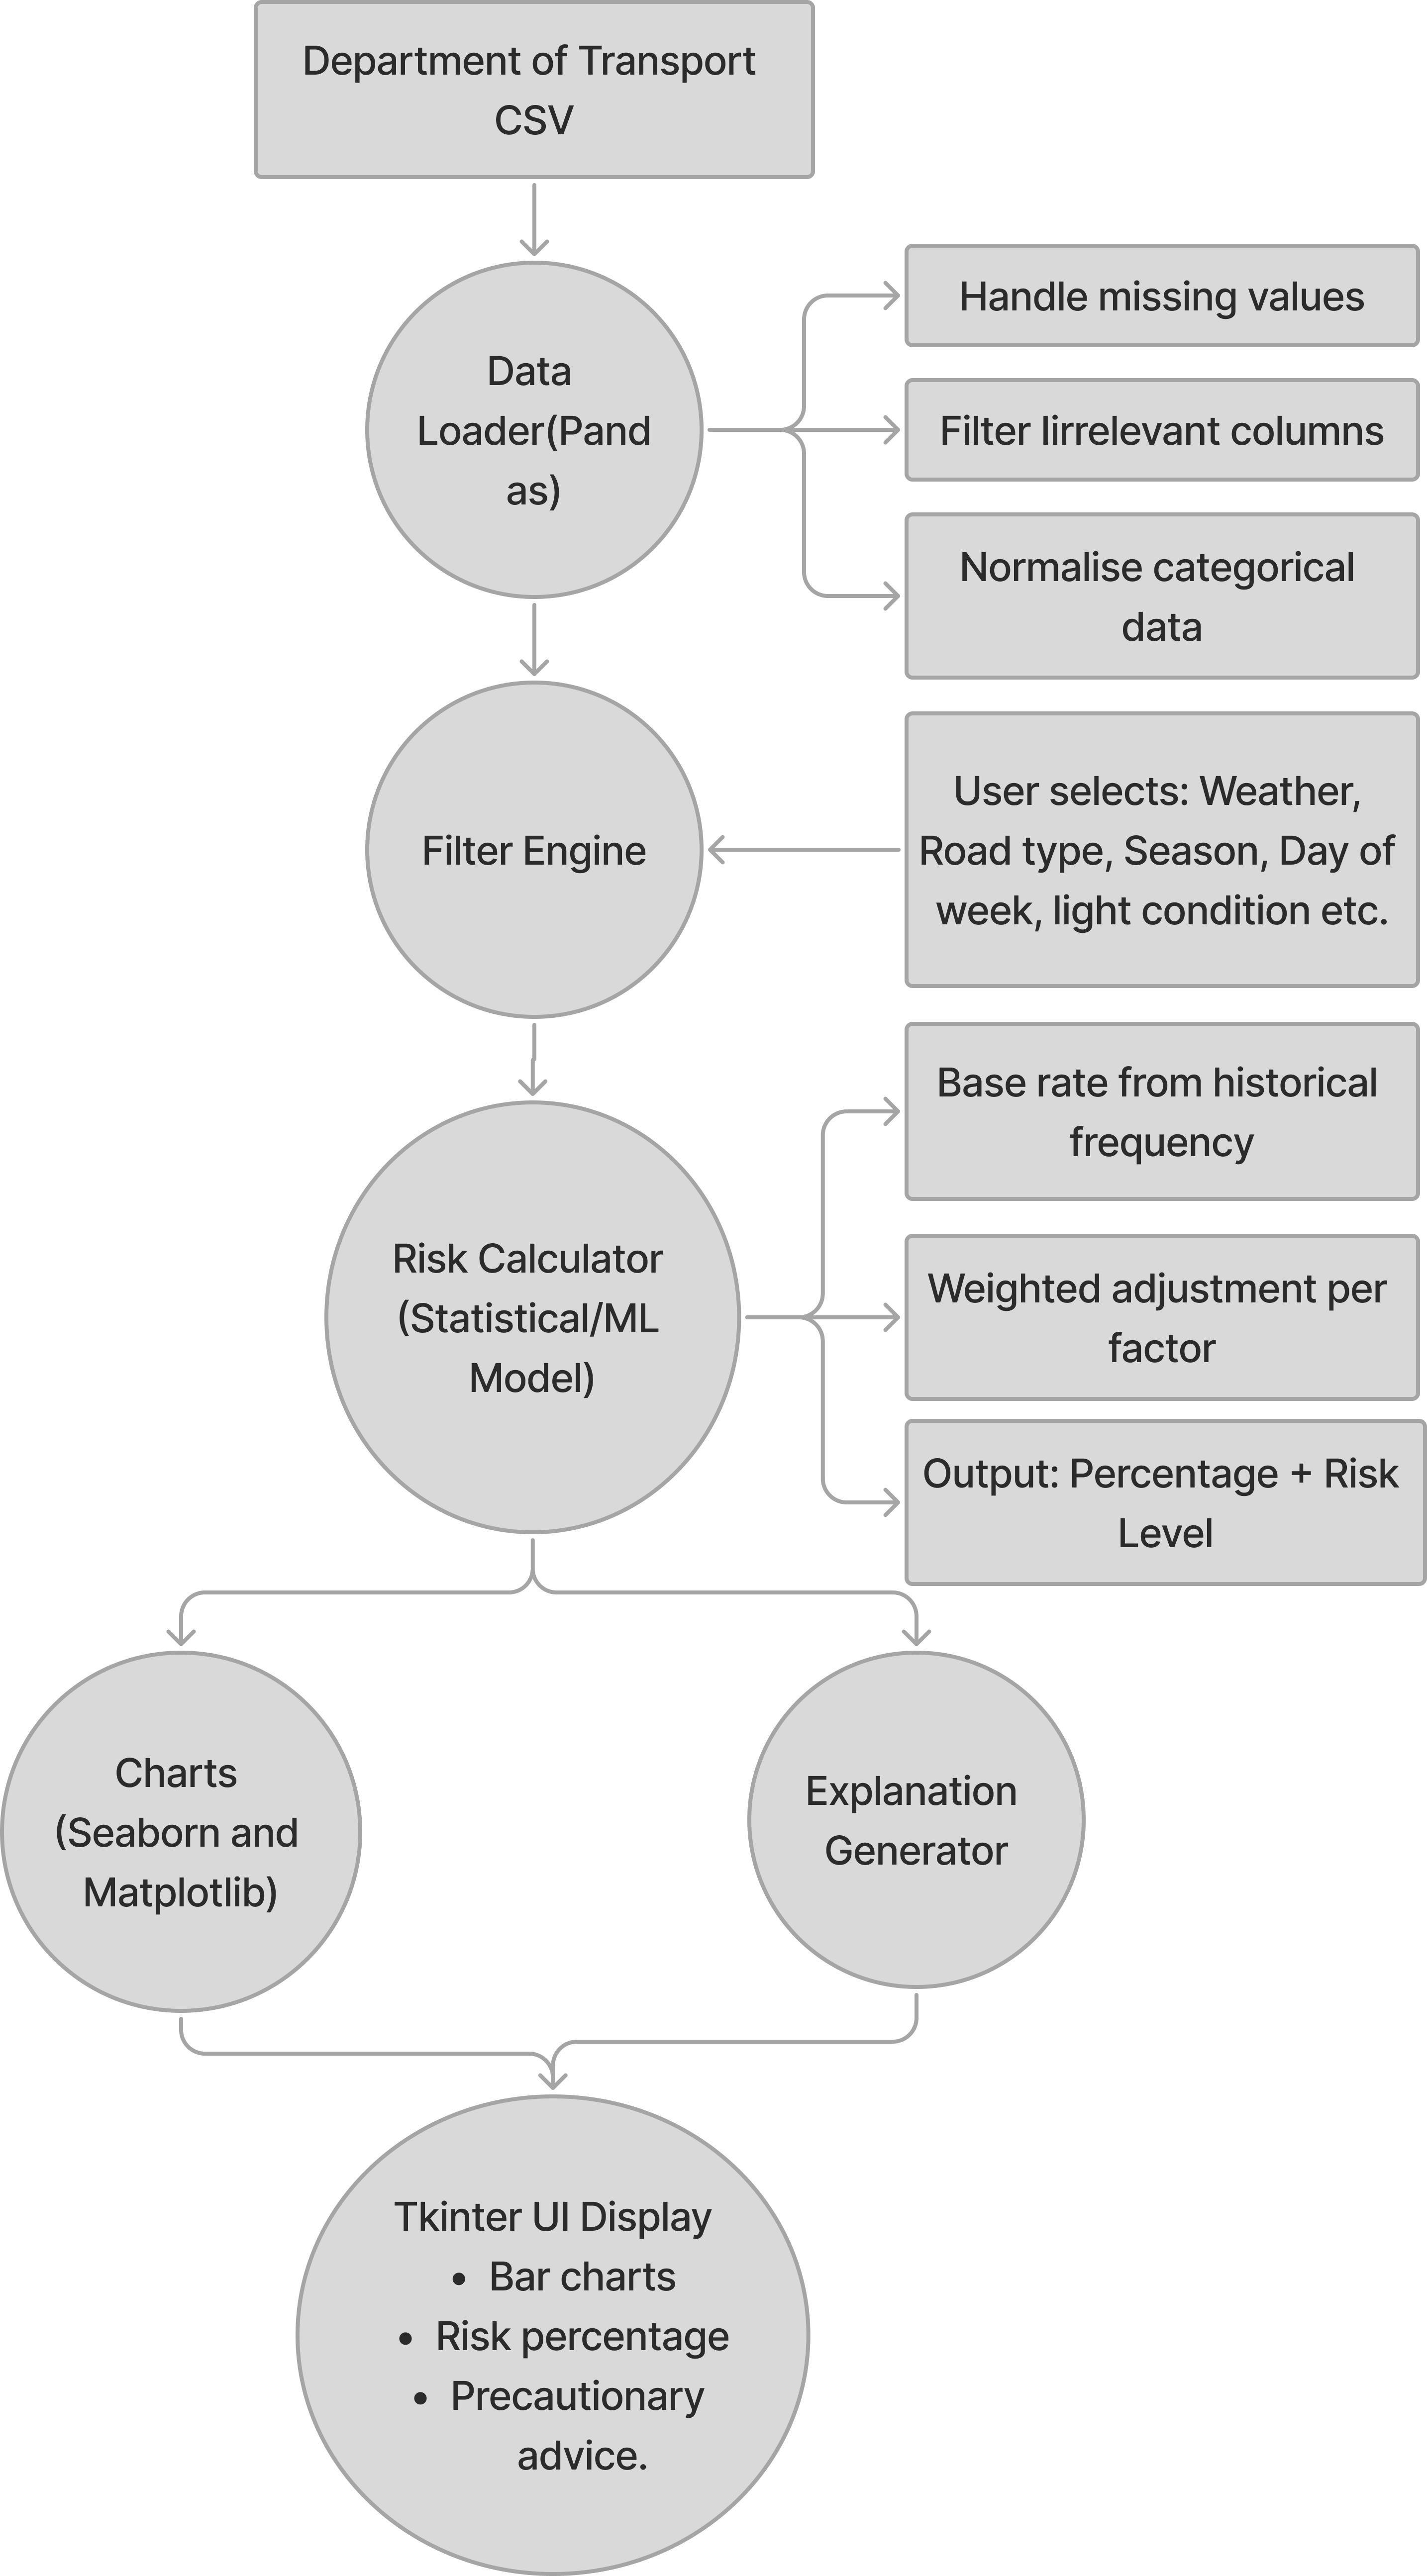 Department of Transport
CSV
Data
Loader(Pand
as)
Handle missing values
Filter lirrelevant columns
Normalise categorical
data
Filter Engine
User selects: Weather,
Road type, Season, Day of
week, light condition etc.
Risk Calculator
(Statistical/ML
Model)
Base rate from historical
frequency
Weighted adjustment per
factor
Output: Percentage + Risk
Level
Charts
(Seaborn and
Matplotlib)
Explanation
Generator
Tkinter UI Display
• Bar charts
• Risk percentage
• Precautionary
advice.